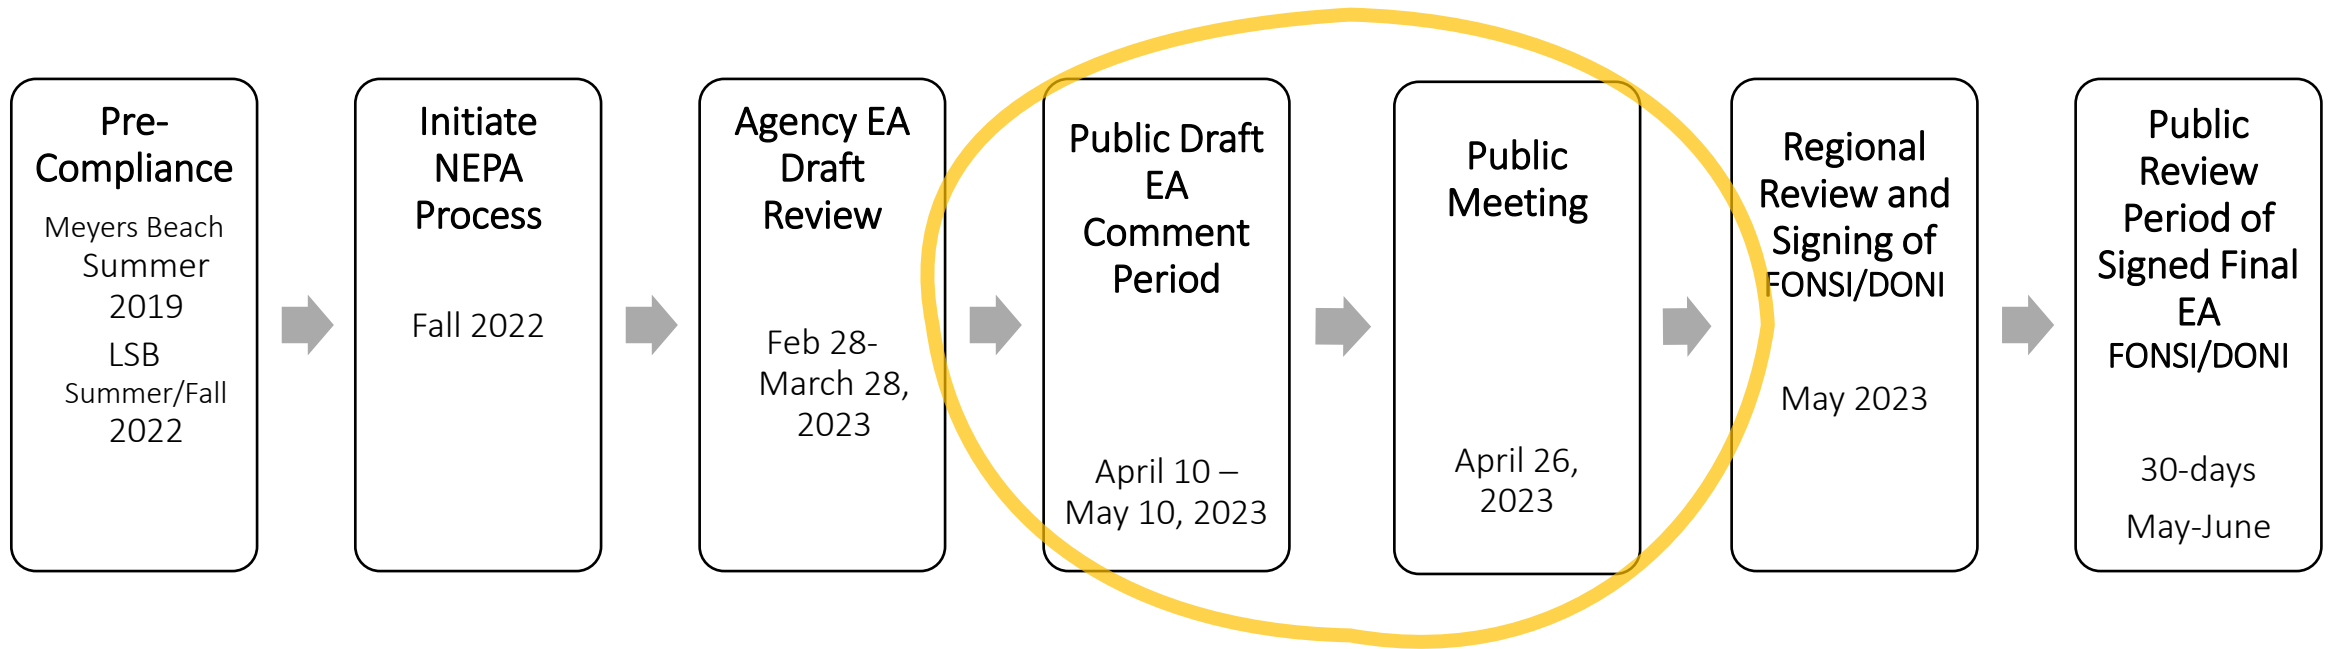 Pre-
Compliance
Meyers Beach
Summer
2019
LSB
Summer/Fall
2022
Initiate
NEPA
Process
Fall 2022
Agency EA
Draft
Review
Feb 28-
March 28,
2023
Public Draft
EA
Comment
Period
April 10 –
May 10, 2023
Public
Meeting
April 26,
2023
Regional
Review and
Signing of
FONSI/DONI
May 2023
Public
Review
Period of
Signed Final
EA
FONSI/DONI
30-days
May-June